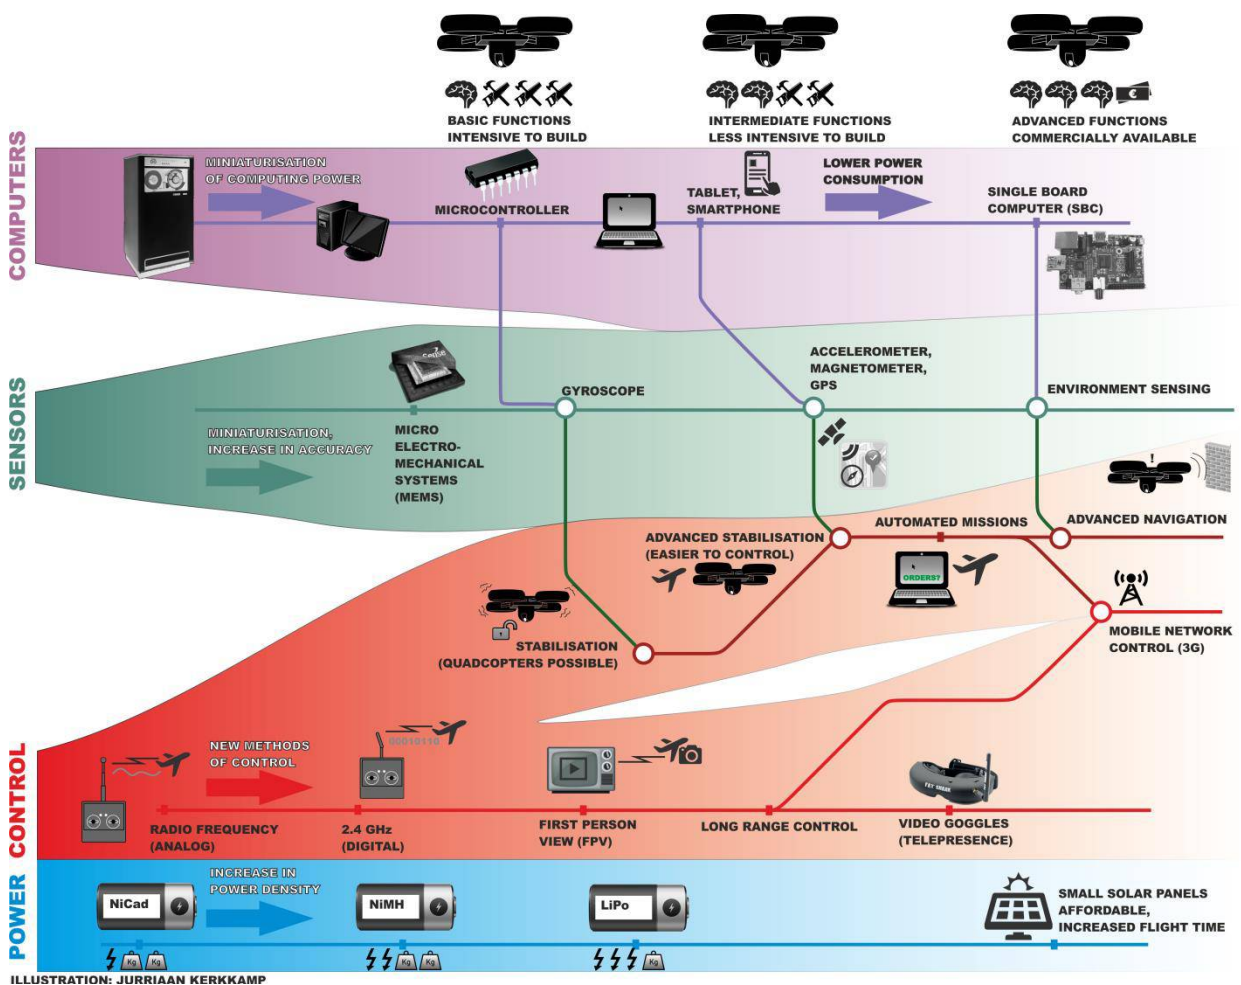 BASIC FUNCTIONS
INTENSIVE TO BUILD
INTERMEDIATE FUNCTIONS
LESS INTENSIVE TO BUILD
€
ADVANCED FUNCTIONS
COMMERCIALLY AVAILABLE
COMPUTERS
MINIATURISATION
OF COMPUTING POWER
MICROCONTROLLER
TABLET,
SMARTPHONE
LOWER POWER
CONSUMPTION
SINGLE BOARD
COMPUTER (SBC)
SENSORS
MINIATURISATION,
INCREASE IN ACCURACY
MICRO
ELECTRO-
MECHANICAL
SYSTEMS
(MEMS)
GYROSCOPE
ACCELEROMETER,
MAGNETOMETER,
GPS
ENVIRONMENT SENSING
CONTROL
STABILISATION
(QUADCOPTERS POSSIBLE)
ADVANCED STABILISATION
(EASIER TO CONTROL)
AUTOMATED MISSIONS
ORDERS?
!
ADVANCED NAVIGATION
MOBILE NETWORK
CONTROL (3G)
NEW METHODS
OF CONTROL
00010110
RADIO FREQUENCY
(ANALOG)
2.4 GHz
(DIGITAL)
FIRST PERSON
VIEW (FPV)
LONG RANGE CONTROL
FAT SHARK
VIDEO GOGGLES
(TELEPRESENCE)
POWER
NiCad
INCREASE IN
POWER DENSITY
NiMH
LiPo
SMALL SOLAR PANELS
AFFORDABLE,
INCREASED FLIGHT TIME
Kg Kg
Kg Kg
Kg
ILLUSTRATION: JURRIAAN KERKKAMP